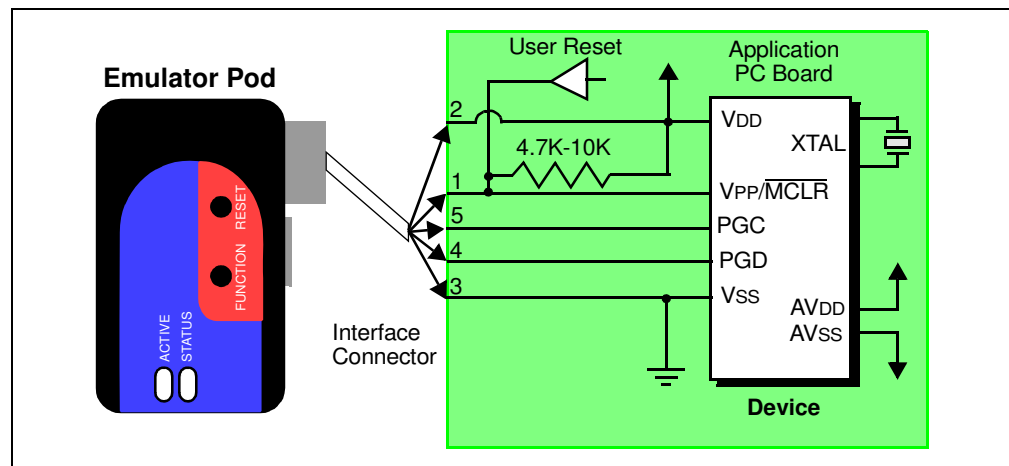 Emulator Pod
RESET
FUNCTION
ACTIVE
STATUS
Interface
Connector
User Reset
Application
PC Board
2
4.7K-10K
1
5
4
3
VDD
XTAL
VPP/MCLR
PGC
PGD
VSS
AVDD
AVSS
Device